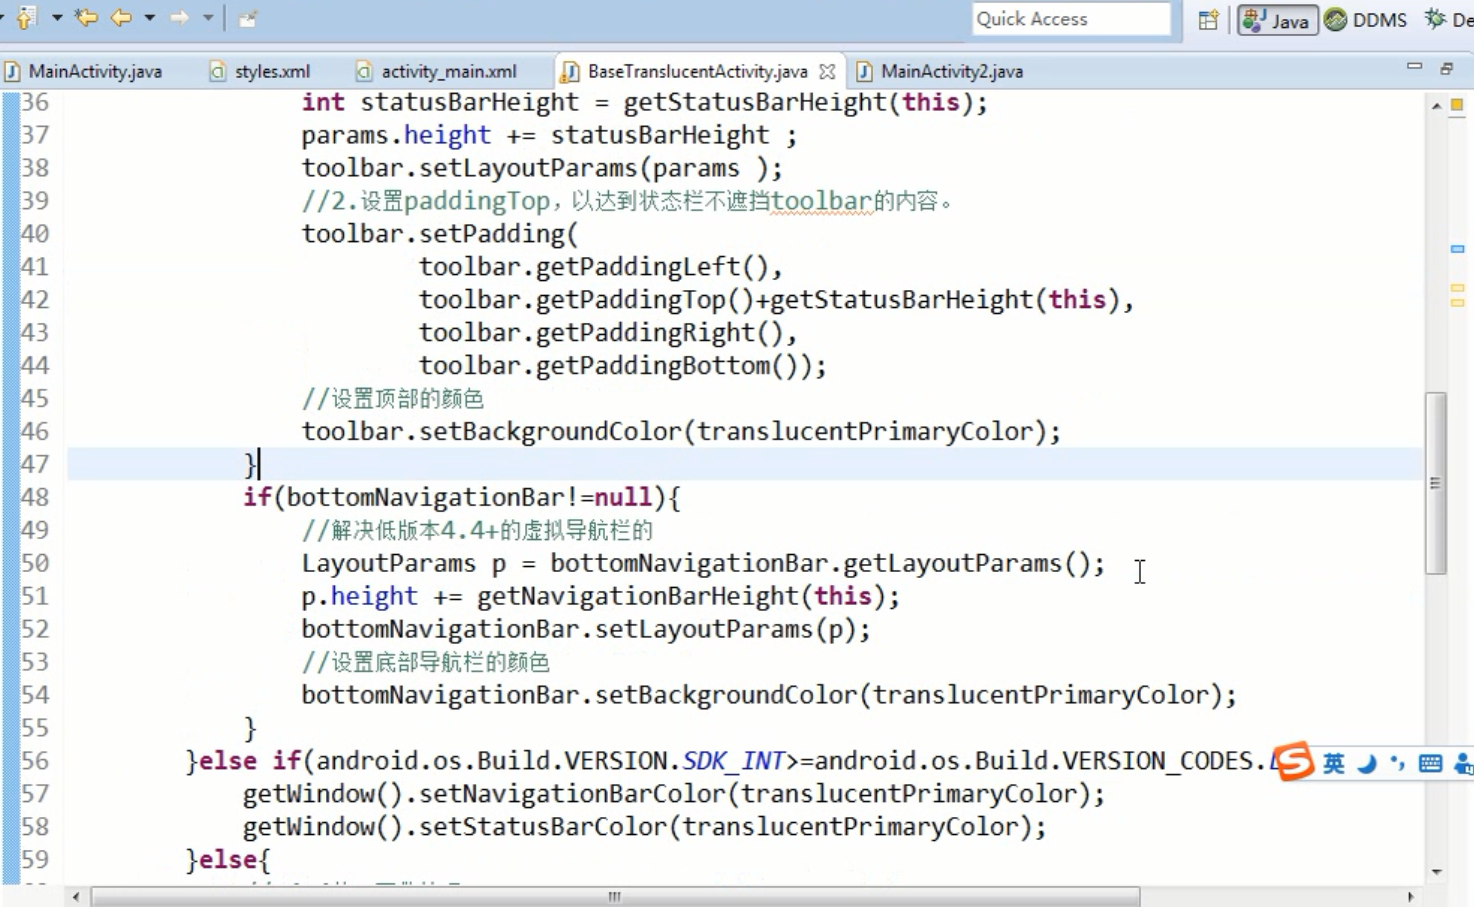 Quick Access
Java
DDMS
MainActivity.java
styles.xml
activity_main.xml
BaseTranslucentActivity.java
MainActivity2.java
36 int statusBarHeight = getStatusBarHeight(this);
37 params.height += statusBarHeight ;
38 toolbar.setLayoutParams(params );
39 //2.设置paddingTop，以达到状态栏不遮挡toolbar的内容。
40 toolbar.setPadding(
41 toolbar.getPaddingLeft(),
42 toolbar.getPaddingTop()+getStatusBarHeight(this),
43 toolbar.getPaddingRight(),
44 toolbar.getPaddingBottom());
45 //设置顶部的颜色
46 toolbar.setBackgroundColor(translucentPrimaryColor);
47 }
48 if(bottomNavigationBar!=null){
49 //解决低版本4.4+的虚拟导航栏的
50 LayoutParams p = bottomNavigationBar.getLayoutParams();
51 p.height += getNavigationBarHeight(this);
52 bottomNavigationBar.setLayoutParams(p);
53 //设置底部导航栏的颜色
54 bottomNavigationBar.setBackgroundColor(translucentPrimaryColor);
55 }
56 }else if(android.os.Build.VERSION.SDK_INT>=android.os.Build.VERSION_CODES.
英
57 getWindow().setNavigationBarColor(translucentPrimaryColor);
58 getWindow().setStatusBarColor(translucentPrimaryColor);
59 }else{